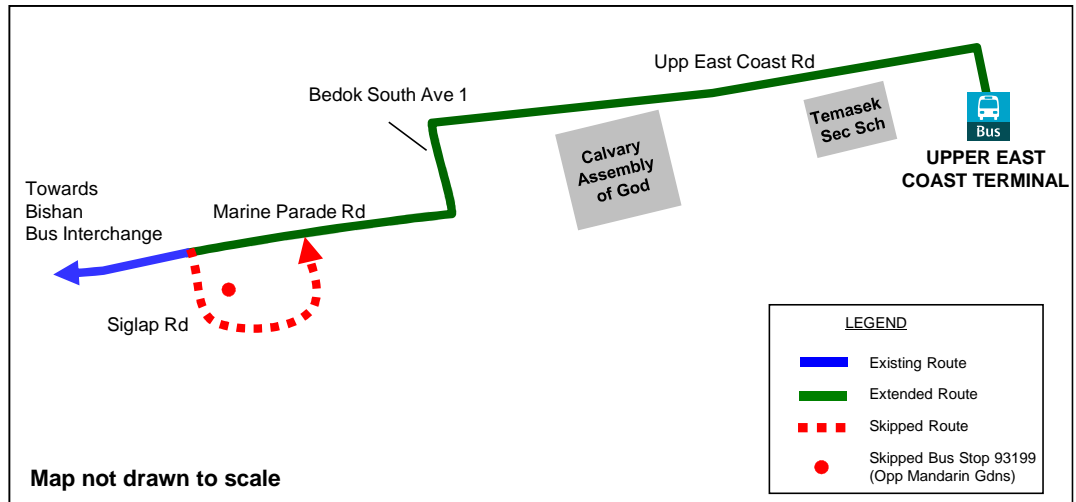 Upp East Coast Rd
Bedok South Ave 1
Temasek
Sec Sch
Bus
UPPER EAST
COAST TERMINAL
Calvary
Assembly
of God
Towards
Bishan
Bus Interchange
Marine Parade Rd
Siglap Rd
LEGEND
Existing Route
Extended Route
Skipped Route
Skipped Bus Stop 93199
(Opp Mandarin Gdns)
Map not drawn to scale